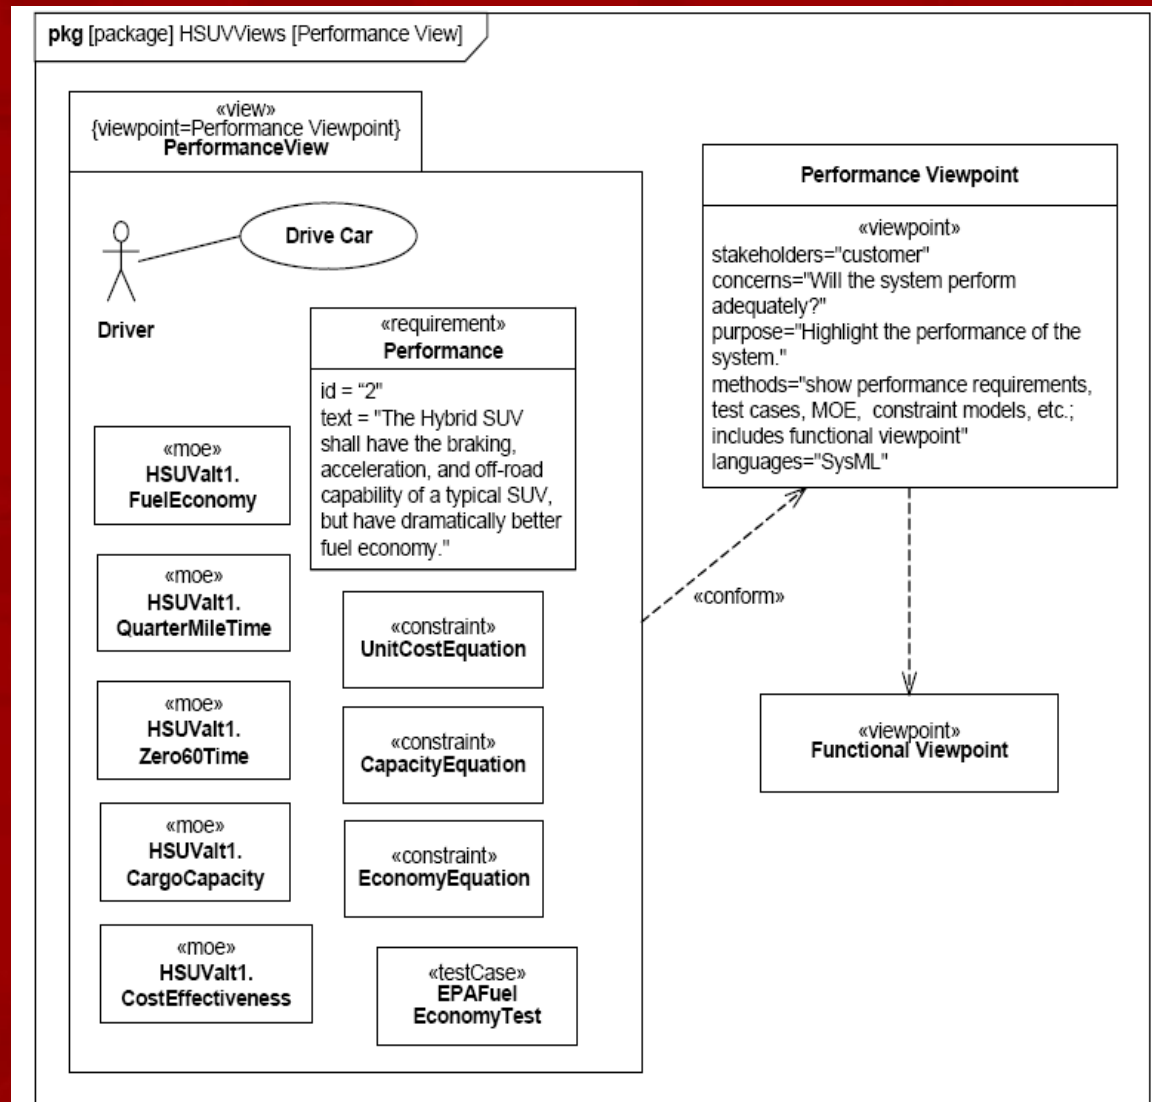 pkg [package] HSUVViews [Performance View]
«view»
{viewpoint=Performance Viewpoint}
PerformanceView
Drive Car
Driver
«requirement»
Performance
id = “2"
text = "The Hybrid SUV
shall have the braking,
acceleration, and off-road
capability of a typical SUV,
but have dramatically better
fuel economy."
«moe»
HSUValt1.
FuelEconomy
«moe»
HSUValt1.
QuarterMileTime
«moe»
HSUValt1.
Zero60Time
«moe»
HSUValt1.
CargoCapacity
«moe»
HSUValt1.
CostEffectiveness
«constraint»
UnitCostEquation
«constraint»
CapacityEquation
«constraint»
EconomyEquation
«testCase»
EPAFuel
EconomyTest
«conform»
Performance Viewpoint
«viewpoint»
stakeholders="customer"
concerns="Will the system perform
adequately?"
purpose="Highlight the performance of the
system."
methods="show performance requirements,
test cases, MOE, constraint models, etc.;
includes functional viewpoint"
languages="SysML"
«viewpoint»
Functional Viewpoint